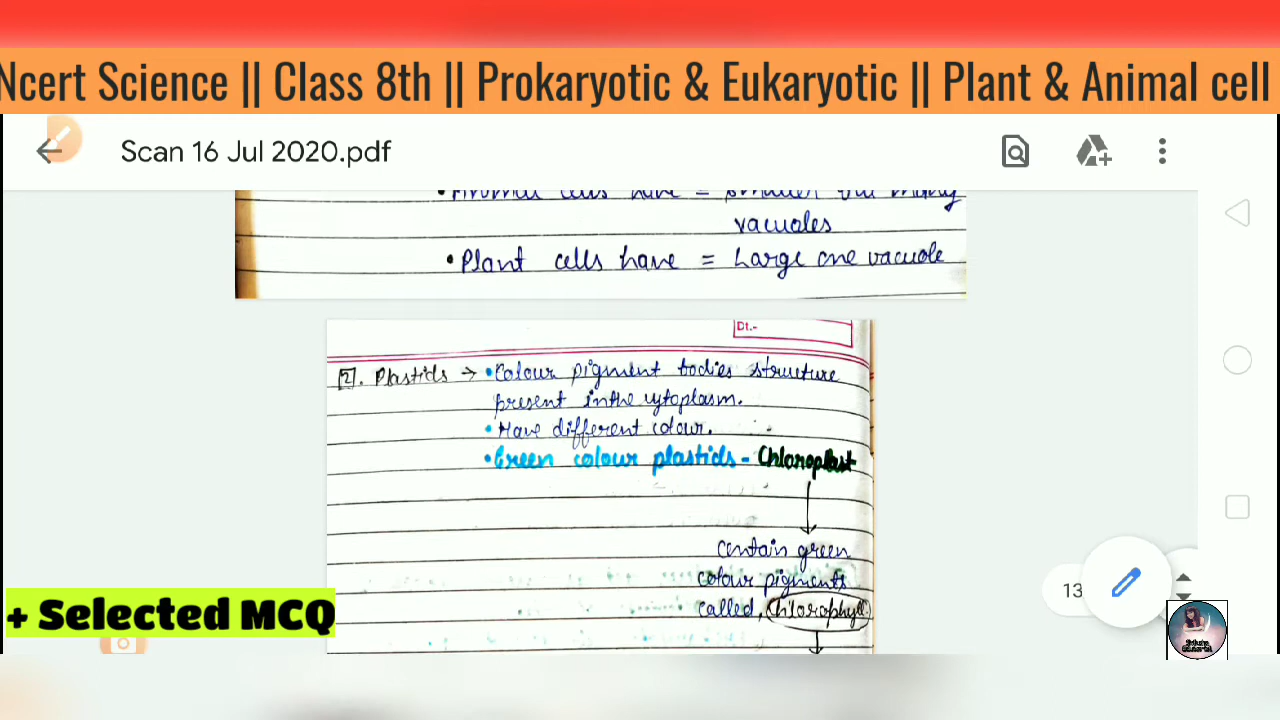 Ncert Science || Class 8th || Prokaryotic & Eukaryotic || Plant & Animal cell
Scan 16 Jul 2020.pdf
vacuoles
• Plant cells have = Large one vacuole
Dt.-
2. Plastids → • Colour pigment bodies structure
present in the cytoplasm.
• Have different colour.
• Green colour plastids - Chloroplast
Contain green
colour pigments
called, Chlorophyll
13
+ Selected MCQ